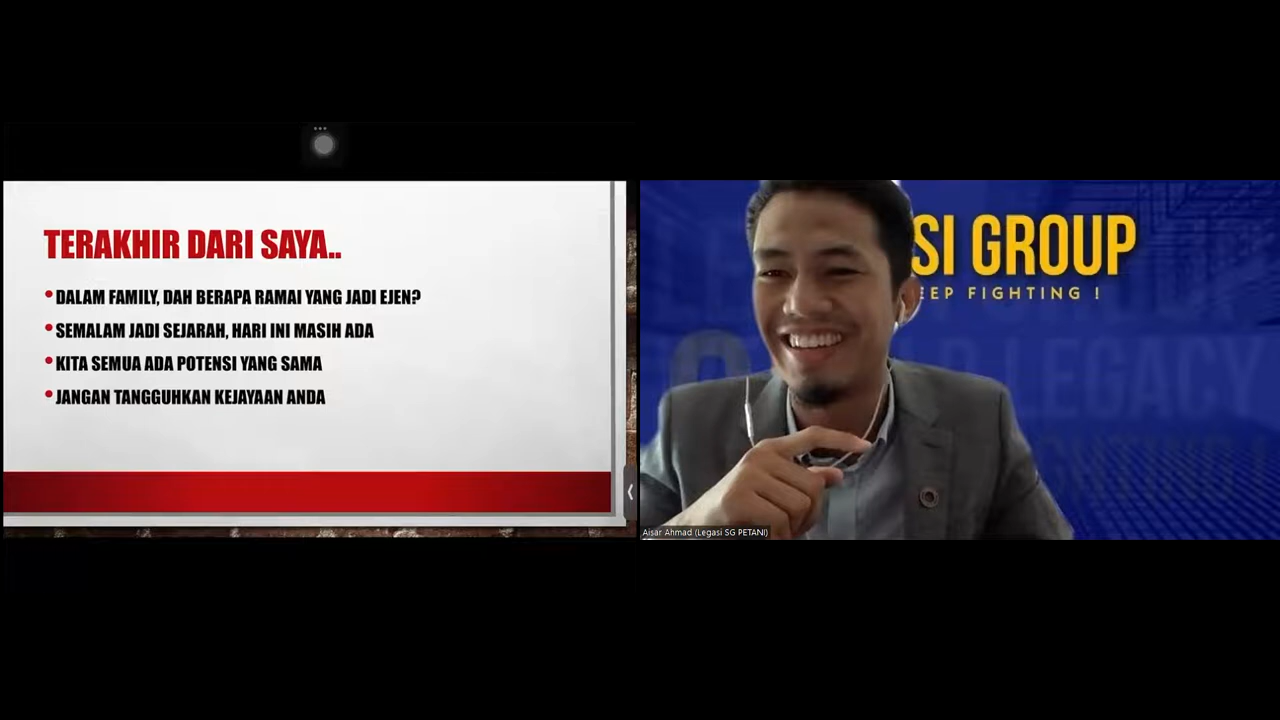 TERAKHIR DARI SAYA..
•DALAM FAMILY, DAH BERAPA RAMAI YANG JADI EJEN?
•SEMALAM JADI SEJARAH, HARI INI MASIH ADA
•KITA SEMUA ADA POTENSI YANG SAMA
•JANGAN TANGGUHKAN KEJAYAAN ANDA
SI GROUP
EEP FIGHTING !
LEGACY
Aisar Ahmad (Legasi SG PETANI)